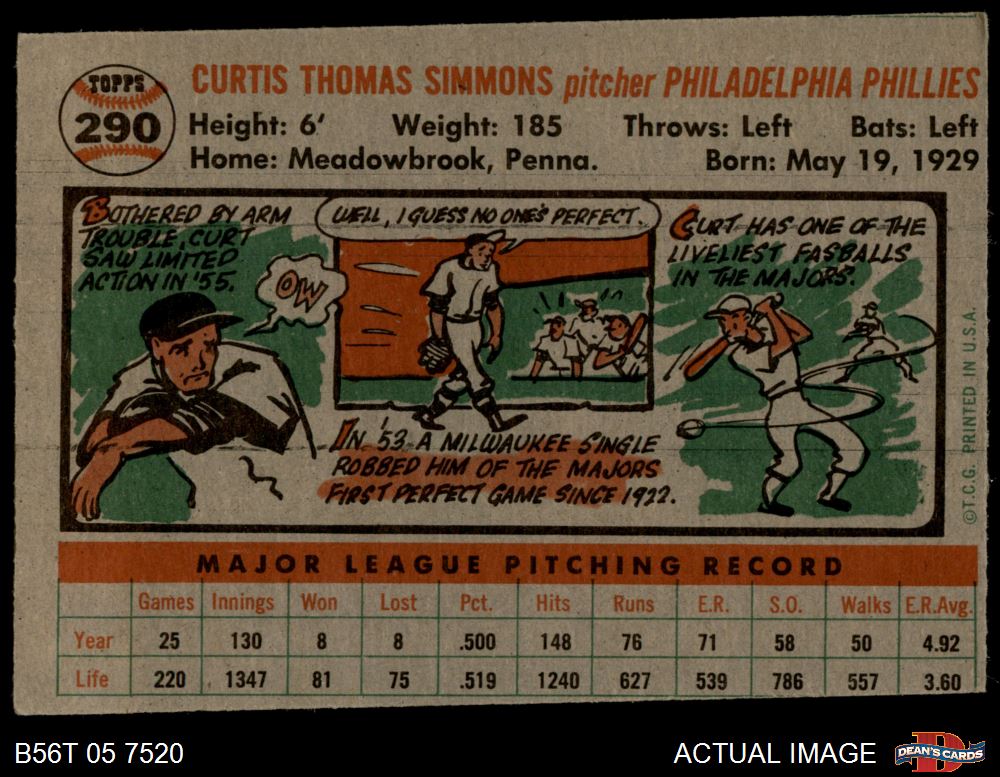 TOPPS
290
CURTIS THOMAS SIMMONS pitcher PHILADELPHIA PHILLIES
Height: 6' Weight: 185 Throws: Left Bats: Left
Home: Meadowbrook, Penna. Born: May 19, 1929
BOTHERED BY ARM
TROUBLE, CURT
SAW LIMITED
ACTION IN '55.
OW
WELL, I GUESS NO ONE'S PERFECT.
IN '53 A MILWAUKEE SINGLE
ROBBED HIM OF THE MAJORS
FIRST PERFECT GAME SINCE 1922.
CURT HAS ONE OF THE
LIVELIEST FASBALLS
IN THE MAJORS.
©T.C.G. PRINTED IN U.S.A.
MAJOR LEAGUE PITCHING RECORD
Games Innings Won Lost Pct. Hits Runs E.R. S.O. Walks E.R.Avg.
Year 25 130 8 8 .500 148 76 71 58 50 4.92
Life 220 1347 81 75 .519 1240 627 539 786 557 3.60
B56T 05 7520 ACTUAL IMAGE
DEAN'S CARDS